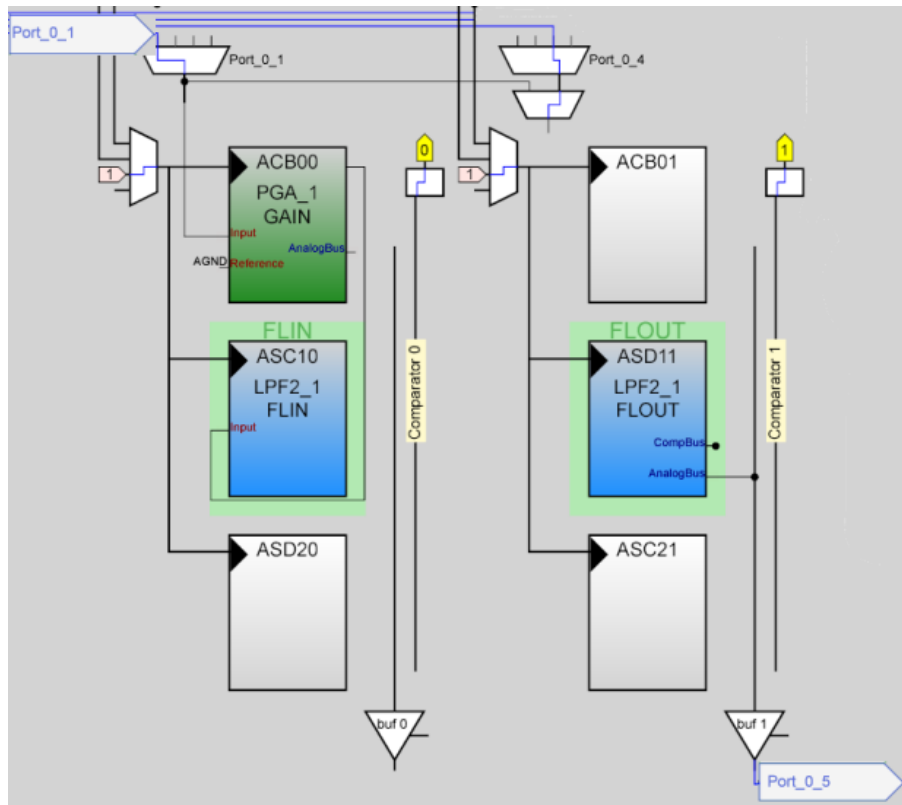 Port_0_1
Port_0_1
Port_0_4
1
ACB00
PGA_1
GAIN
Input
AnalogBus
AGND
Reference
0
1
ACB01
1
FLIN
ASC10
LPF2_1
FLIN
Input
Comparator 0
FLOUT
ASD11
LPF2_1
FLOUT
CompBus
AnalogBus
Comparator 1
ASD20
ASC21
buf 0
buf 1
Port_0_5